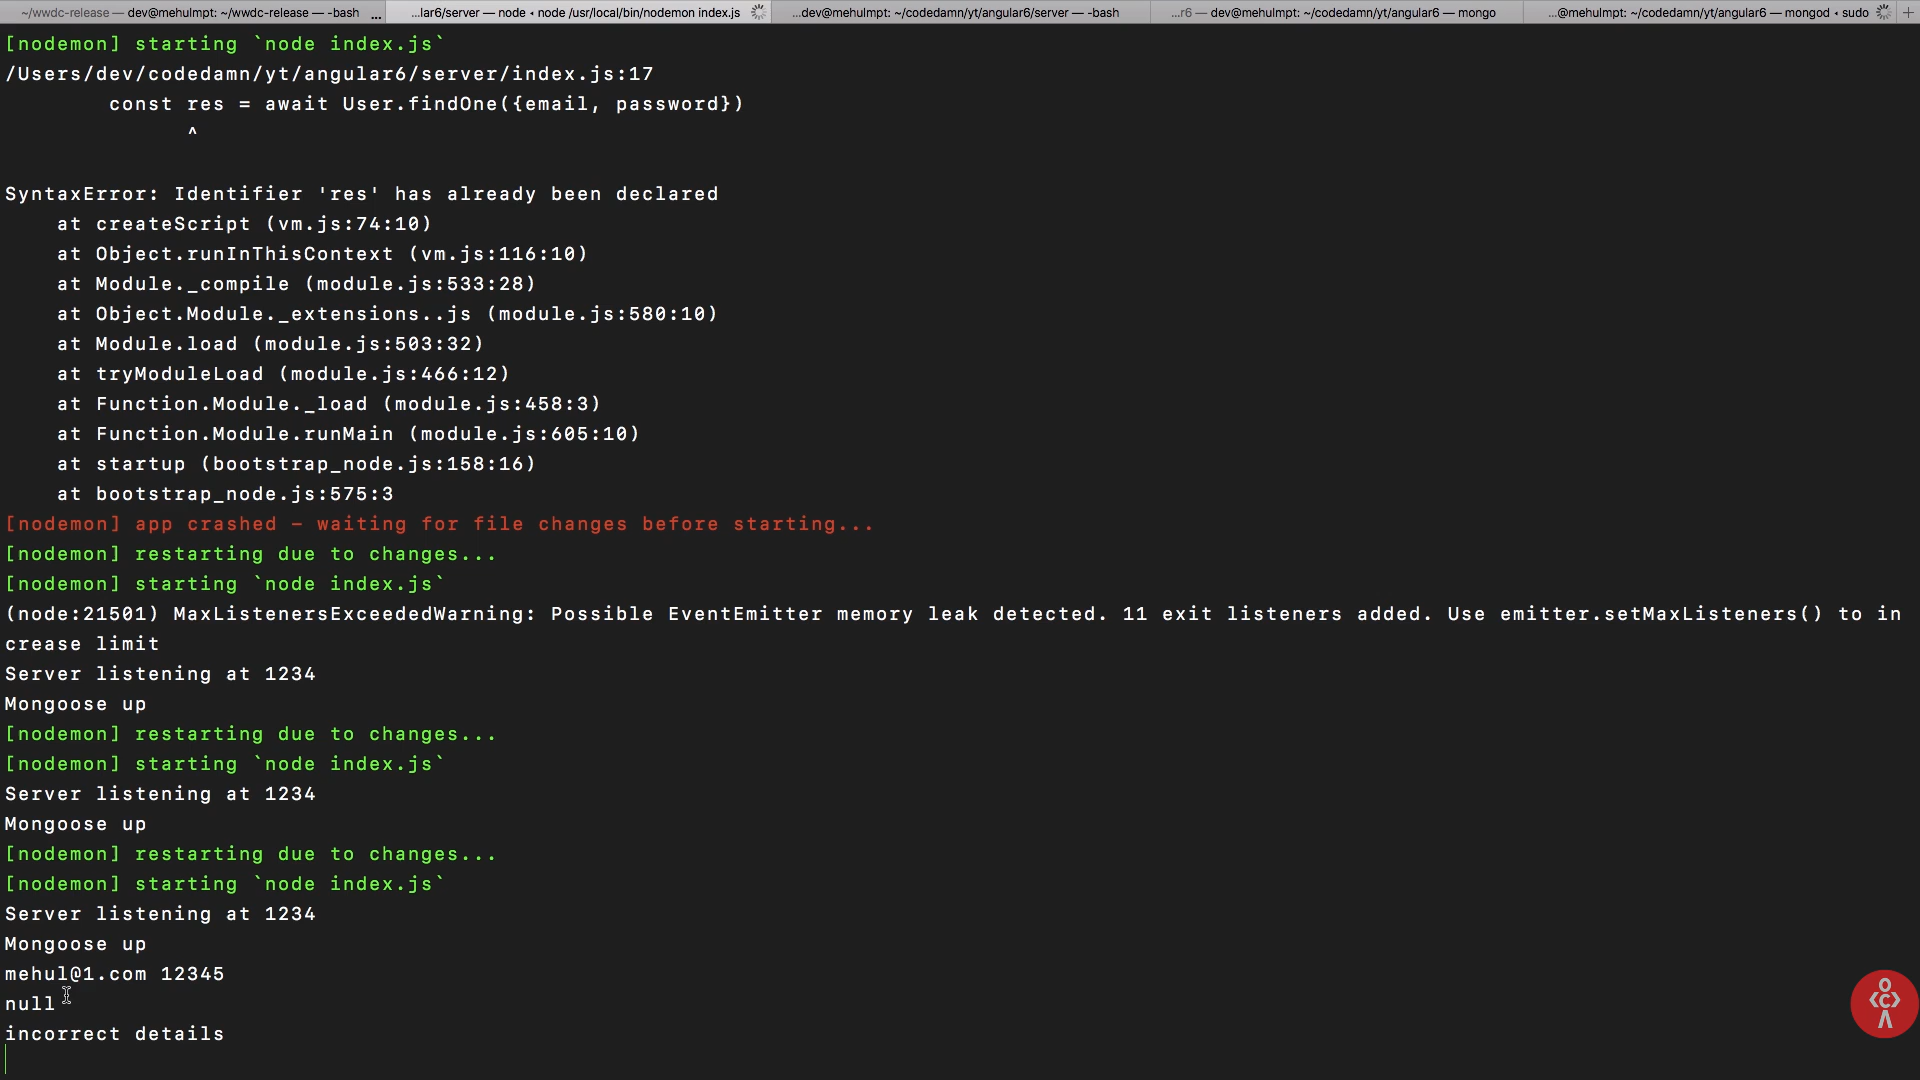 ~/wwdc-release — dev@mehulmpt: ~/wwdc-release — -bash ...
...lar6/server — node ◂ node /usr/local/bin/nodemon index.js
...dev@mehulmpt: ~/codedamn/yt/angular6/server — -bash
...r6 — dev@mehulmpt: ~/codedamn/yt/angular6 — mongo
...@mehulmpt: ~/codedamn/yt/angular6 — mongod ◂ sudo
[nodemon] starting `node index.js`
/Users/dev/codedamn/yt/angular6/server/index.js:17
        const res = await User.findOne({email, password})
              ^
SyntaxError: Identifier 'res' has already been declared
    at createScript (vm.js:74:10)
    at Object.runInThisContext (vm.js:116:10)
    at Module._compile (module.js:533:28)
    at Object.Module._extensions..js (module.js:580:10)
    at Module.load (module.js:503:32)
    at tryModuleLoad (module.js:466:12)
    at Function.Module._load (module.js:458:3)
    at Function.Module.runMain (module.js:605:10)
    at startup (bootstrap_node.js:158:16)
    at bootstrap_node.js:575:3
[nodemon] app crashed - waiting for file changes before starting...
[nodemon] restarting due to changes...
[nodemon] starting `node index.js`
(node:21501) MaxListenersExceededWarning: Possible EventEmitter memory leak detected. 11 exit listeners added. Use emitter.setMaxListeners() to in
crease limit
Server listening at 1234
Mongoose up
[nodemon] restarting due to changes...
[nodemon] starting `node index.js`
Server listening at 1234
Mongoose up
[nodemon] restarting due to changes...
[nodemon] starting `node index.js`
Server listening at 1234
Mongoose up
mehul@1.com 12345
null
incorrect details